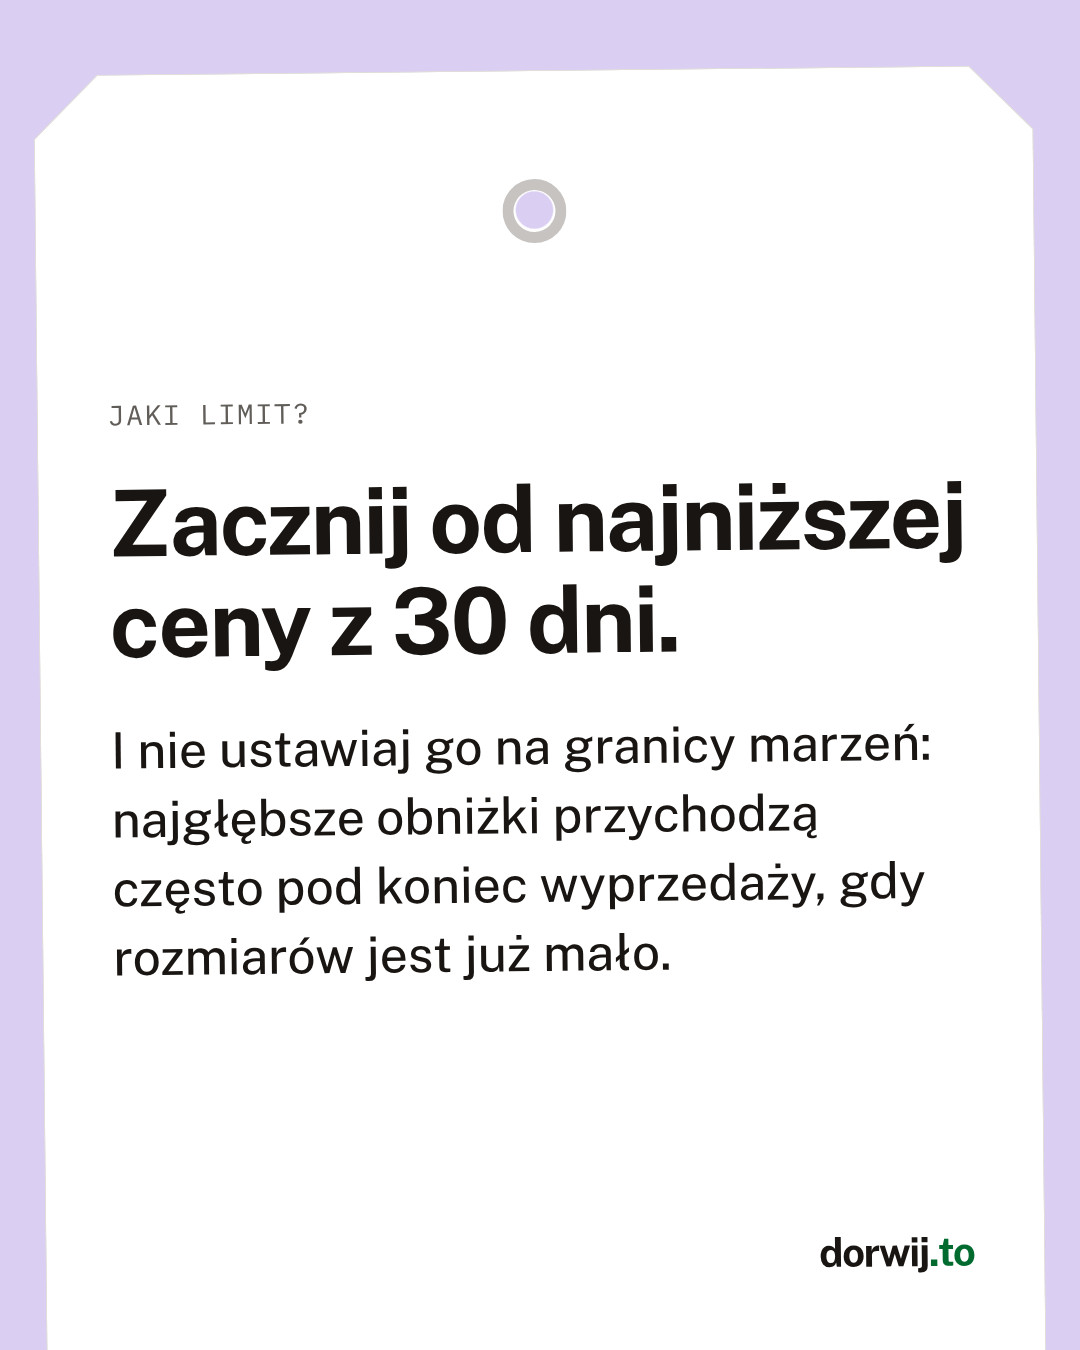 JAKI LIMIT?
Zacznij od najniższej
ceny z 30 dni.
I nie ustawiaj go na granicy marzeń:
najgłębsze obniżki przychodzą
często pod koniec wyprzedaży, gdy
rozmiarów jest już mało.
dorwij.to